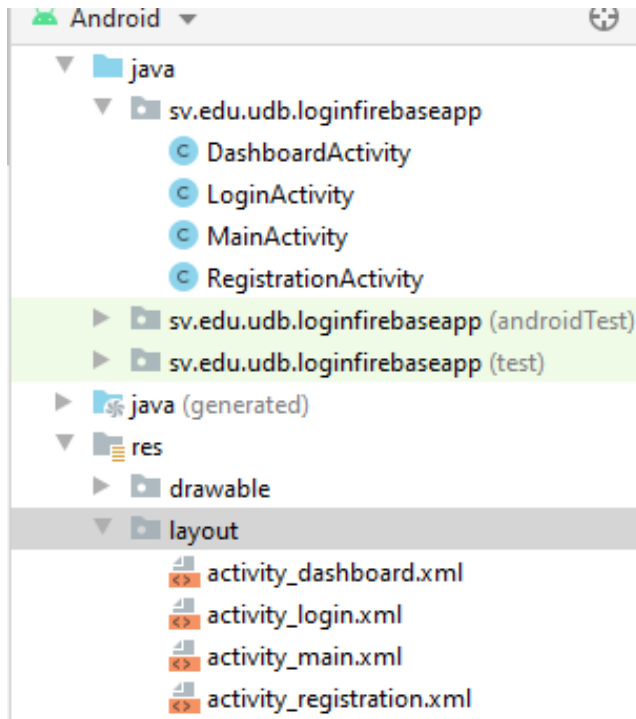 Android
java
sv.edu.udb.loginfirebaseapp
C DashboardActivity
C LoginActivity
C MainActivity
C RegistrationActivity
sv.edu.udb.loginfirebaseapp (androidTest)
sv.edu.udb.loginfirebaseapp (test)
java (generated)
res
drawable
layout
activity_dashboard.xml
activity_login.xml
activity_main.xml
activity_registration.xml